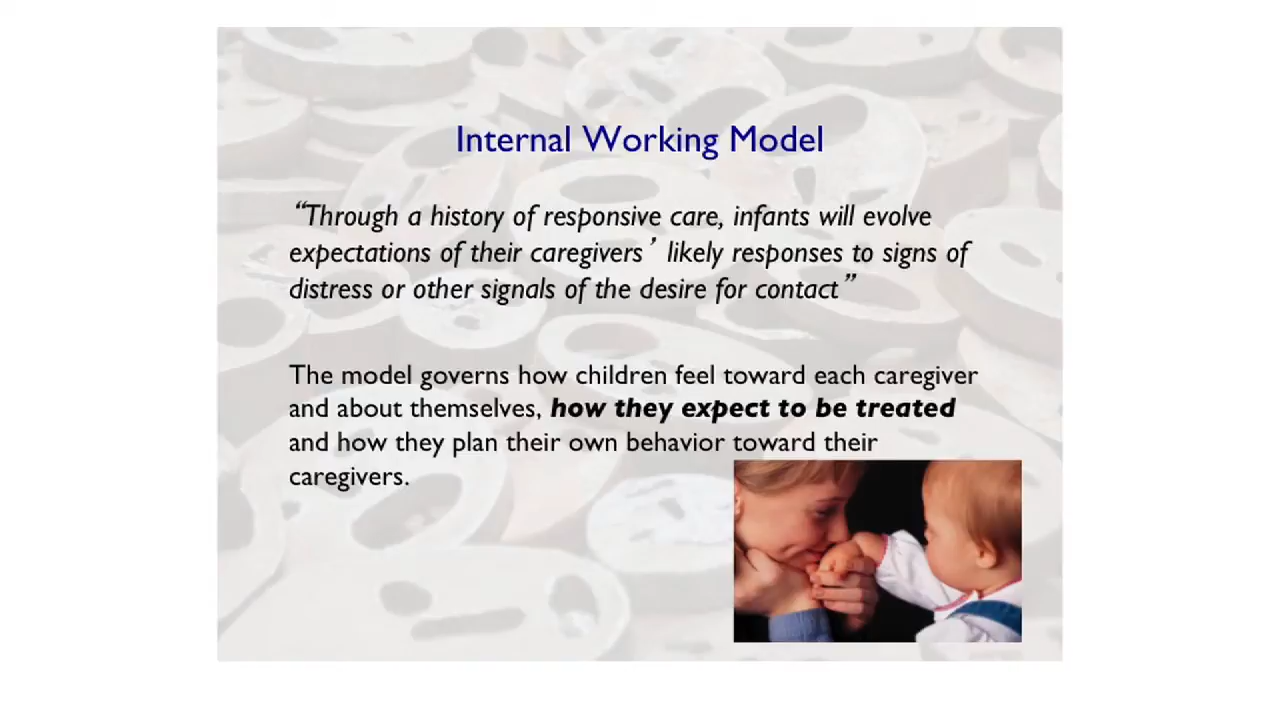 Internal Working Model
“Through a history of responsive care, infants will evolve
expectations of their caregivers’ likely responses to signs of
distress or other signals of the desire for contact”
The model governs how children feel toward each caregiver
and about themselves, how they expect to be treated
and how they plan their own behavior toward their
caregivers.